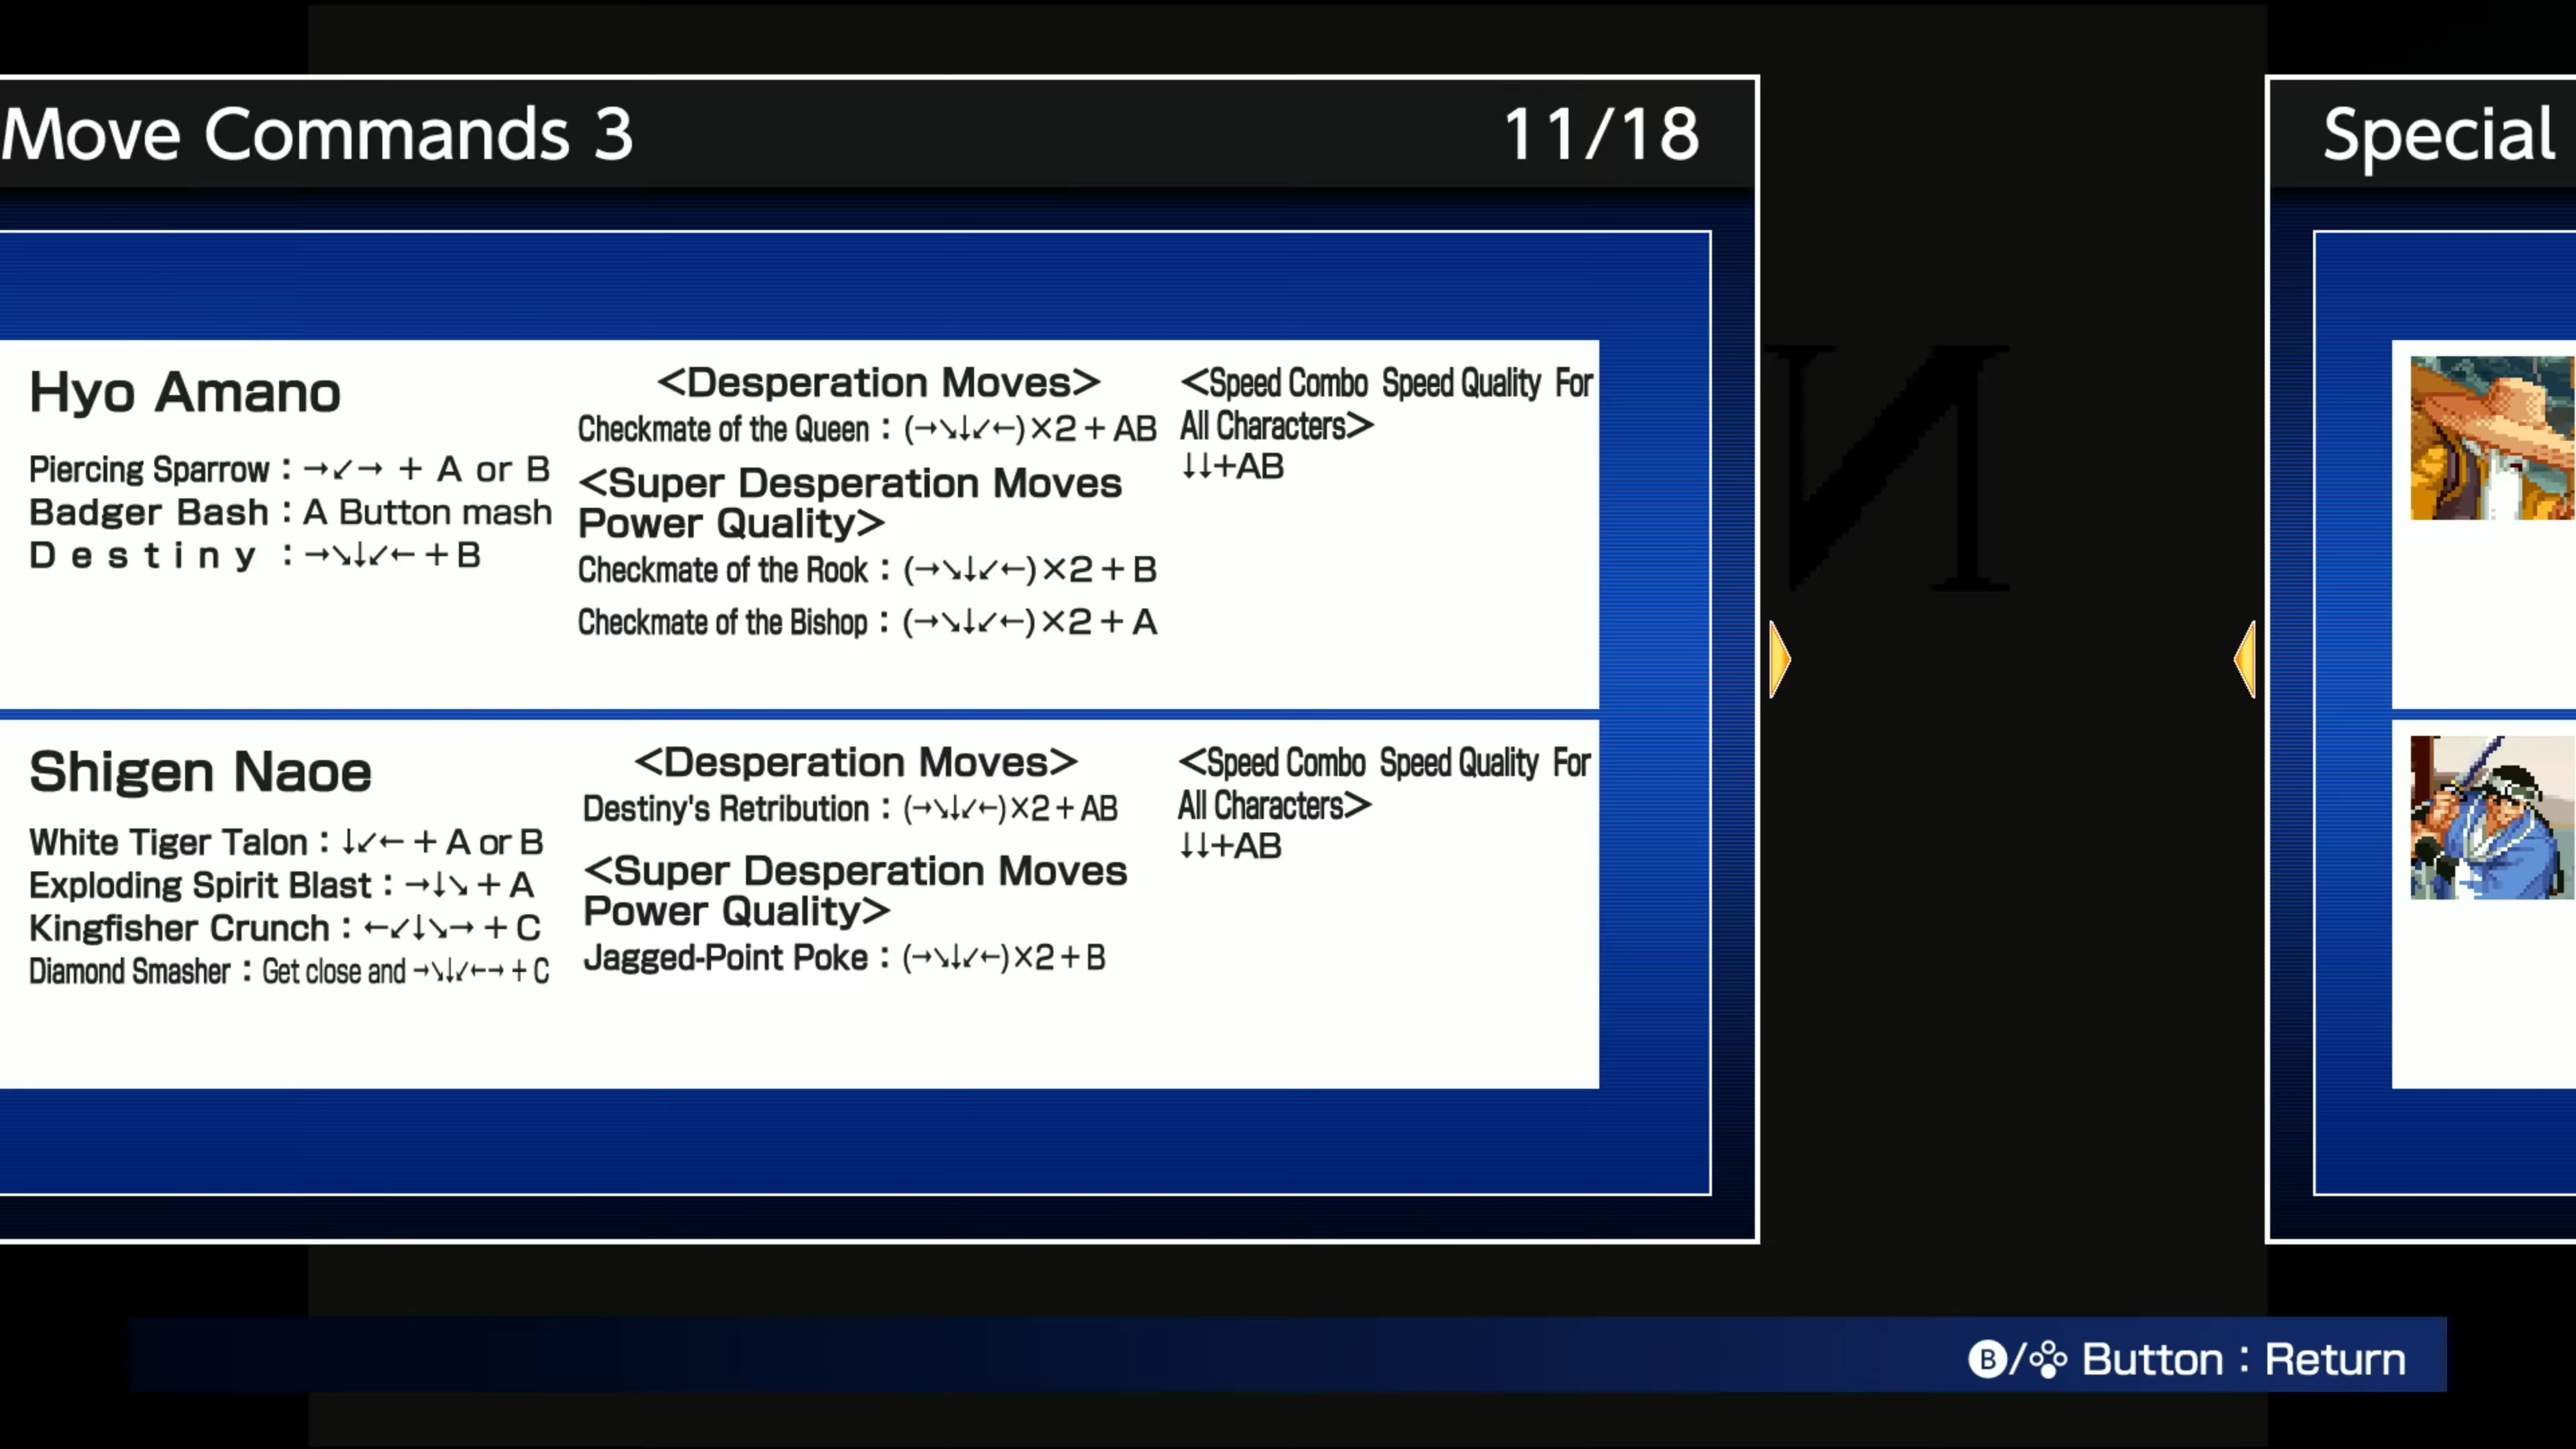 Move Commands 3
11/18
Special
Hyo Amano
Piercing Sparrow：→↙→ + A or B
Badger Bash：A Button mash
Destiny ：→↘↓↙← + B
<Desperation Moves>
Checkmate of the Queen：(→↘↓↙←)×2 + AB
<Super Desperation Moves
Power Quality>
Checkmate of the Rook：(→↘↓↙←)×2 + B
Checkmate of the Bishop：(→↘↓↙←)×2 + A
<Speed Combo Speed Quality For
All Characters>
↓↓+AB
Shigen Naoe
White Tiger Talon：↓↙← + A or B
Exploding Spirit Blast：→↓↘ + A
Kingfisher Crunch：←↙↓↘→ + C
Diamond Smasher：Get close and →↘↓↙←→ + C
<Desperation Moves>
Destiny's Retribution：(→↘↓↙←)×2 + AB
<Super Desperation Moves
Power Quality>
Jagged-Point Poke：(→↘↓↙←)×2 + B
<Speed Combo Speed Quality For
All Characters>
↓↓+AB
B/ Button：Return